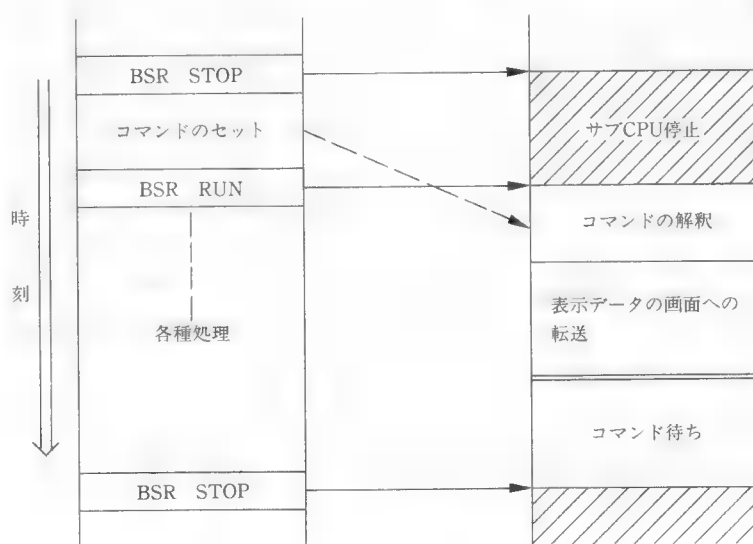 時
刻
BSR STOP
コマンドのセット
BSR RUN
各種処理
BSR STOP
サブCPU停止
コマンドの解釈
表示データの画面への
転送
コマンド待ち